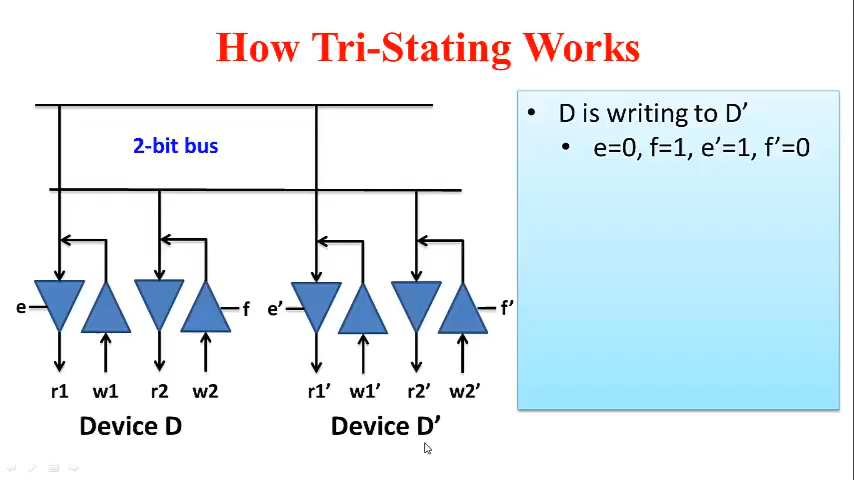 How Tri-Stating Works
2-bit bus
• D is writing to D’
• e=0, f=1, e’=1, f’=0
e f e’ f’
r1 w1 r2 w2 r1’ w1’ r2’ w2’
Device D Device D’